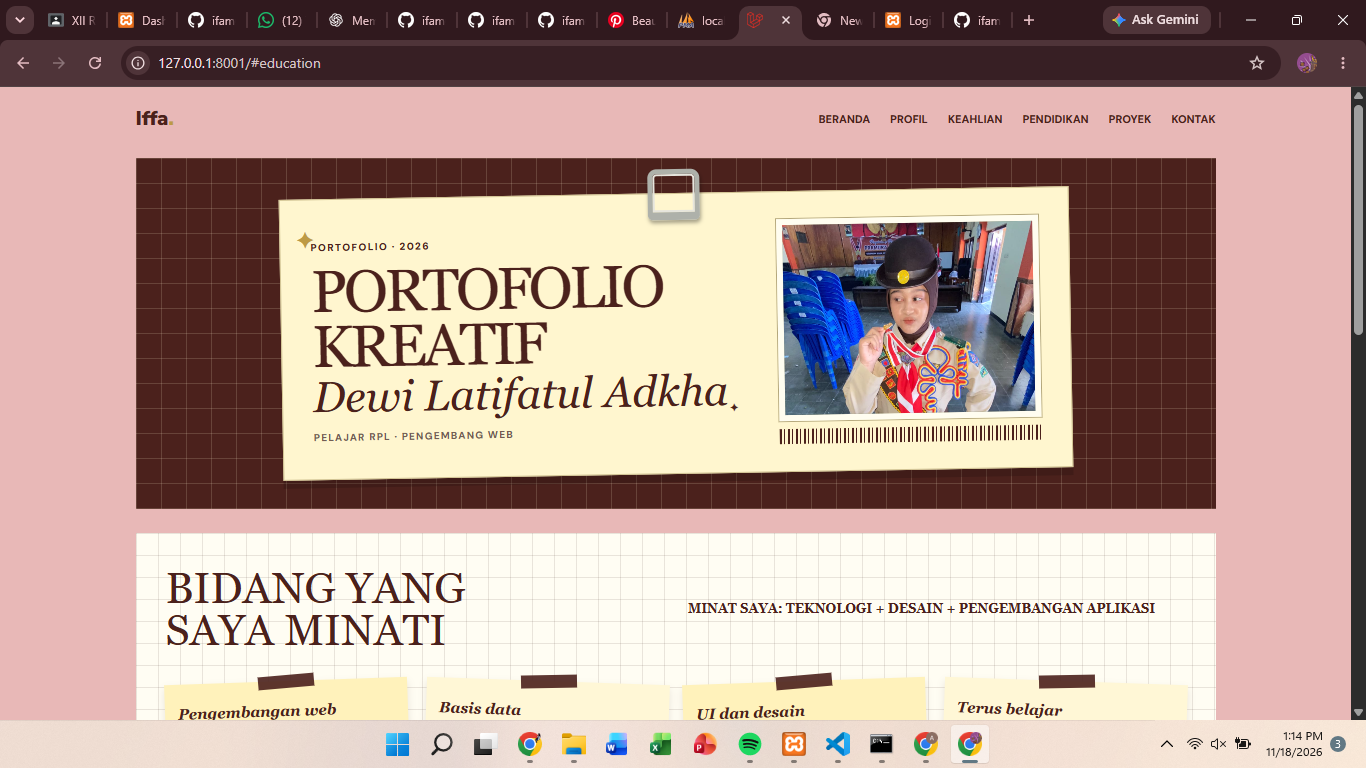 XII R
Dash
ifam
(12)
Men
ifam
ifam
ifam
Beau
loca
New
Logi
ifam
Ask Gemini
127.0.0.1:8001/#education
Iffa.
BERANDA PROFIL KEAHLIAN PENDIDIKAN PROYEK KONTAK
PORTOFOLIO · 2026
PORTOFOLIO
KREATIF
Dewi Latifatul Adkha
PELAJAR RPL · PENGEMBANG WEB
BIDANG YANG
SAYA MINATI
MINAT SAYA: TEKNOLOGI + DESAIN + PENGEMBANGAN APLIKASI
Pengembangan web
Basis data
UI dan desain
Terus belajar
1:14 PM
11/18/2026
3